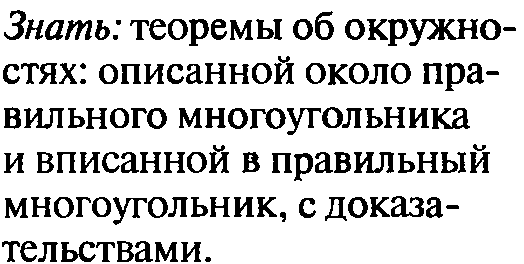 Знать: теоремы об окружно-
стях: описанной около пра-
вильного многоугольника
и вписанной в правильный
многоугольник, с доказа-
тельствами.